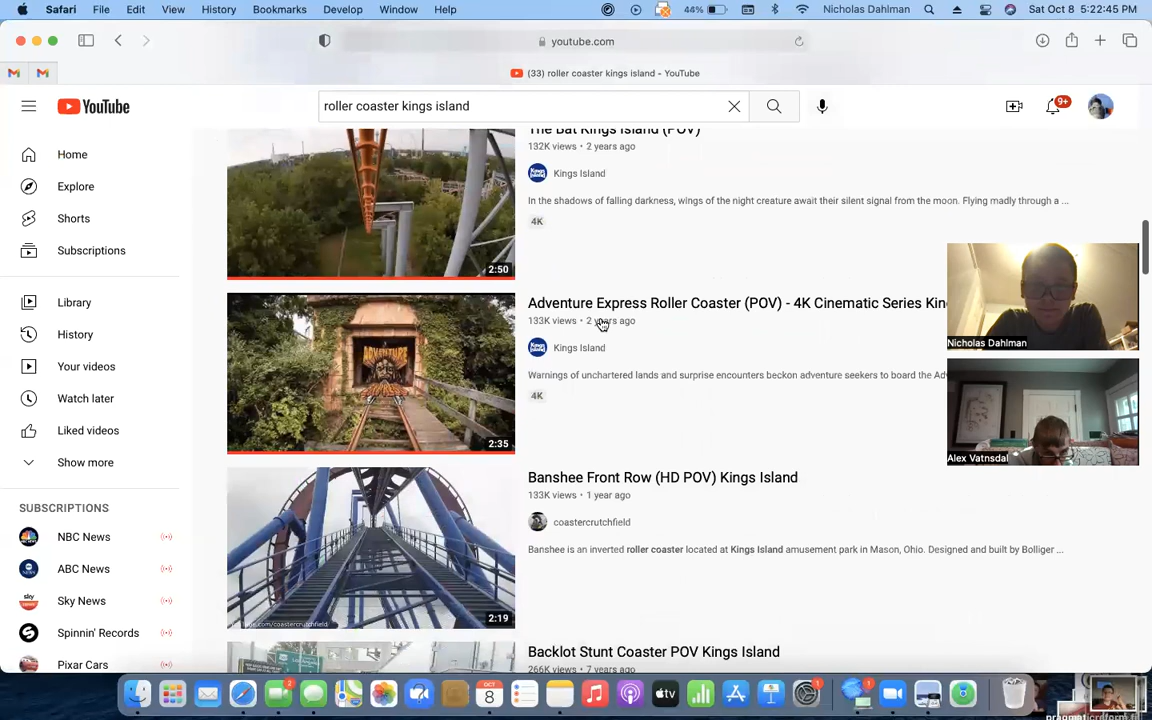 Safari File Edit View History Bookmarks Develop Window Help 44% Nicholas Dahlman Sat Oct 8 5:22:45 PM
youtube.com
(33) roller coaster kings island - YouTube
YouTube
roller coaster kings island
9+
Home
Explore
Shorts
Subscriptions
Library
History
Your videos
Watch later
Liked videos
Show more
SUBSCRIPTIONS
NBC News
ABC News
Sky News
Spinnin' Records
Pixar Cars
The Bat Kings Island (POV)
132K views • 2 years ago
Kings Island
In the shadows of falling darkness, wings of the night creature await their silent signal from the moon. Flying madly through a ...
4K
2:50
Adventure Express Roller Coaster (POV) - 4K Cinematic Series Kin
133K views • 2 years ago
Kings Island
Warnings of unchartered lands and surprise encounters beckon adventure seekers to board the Adv
4K
ADVENTURE
2:35
Banshee Front Row (HD POV) Kings Island
133K views • 1 year ago
coastercrutchfield
Banshee is an inverted roller coaster located at Kings Island amusement park in Mason, Ohio. Designed and built by Bolliger ...
2:19
Backlot Stunt Coaster POV Kings Island
266K views • 7 years ago
Nicholas Dahlman
Alex Vatnsdal
OCT
8